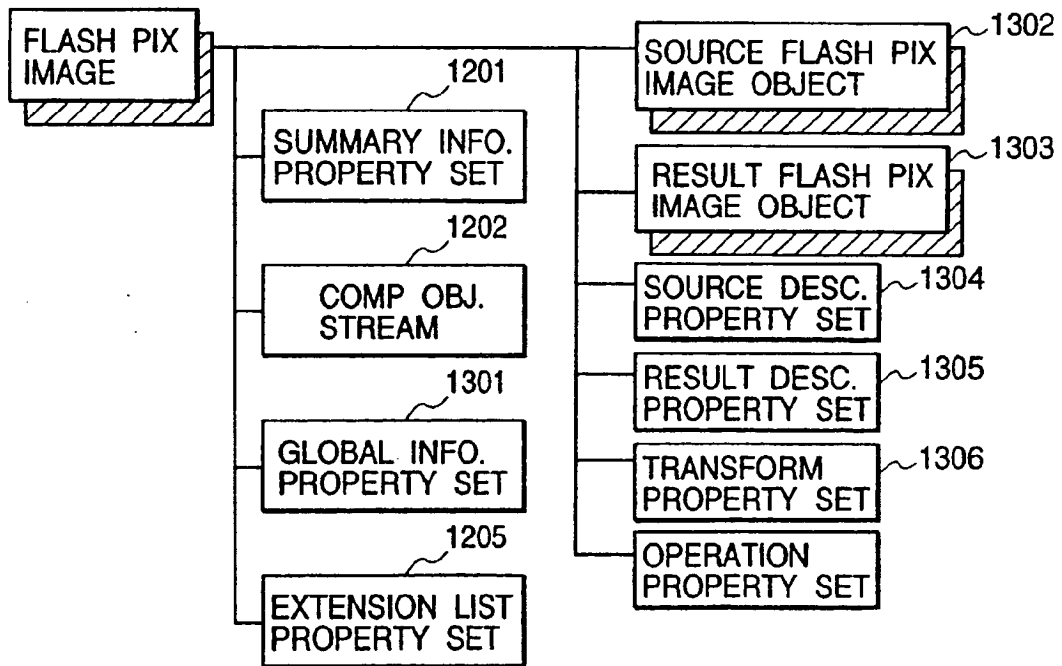 FLASH PIX
IMAGE
1201
SUMMARY INFO.
PROPERTY SET
1202
COMP OBJ.
STREAM
1301
GLOBAL INFO.
PROPERTY SET
1205
EXTENSION LIST
PROPERTY SET
1302
SOURCE FLASH PIX
IMAGE OBJECT
1303
RESULT FLASH PIX
IMAGE OBJECT
SOURCE DESC.
PROPERTY SET
1304
RESULT DESC.
PROPERTY SET
1305
TRANSFORM
PROPERTY SET
1306
OPERATION
PROPERTY SET